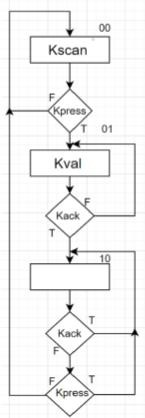 00
Kscan
F
Kpress
T 01
Kval
F
Kack
T
10
T
Kack
F
F T
Kpress